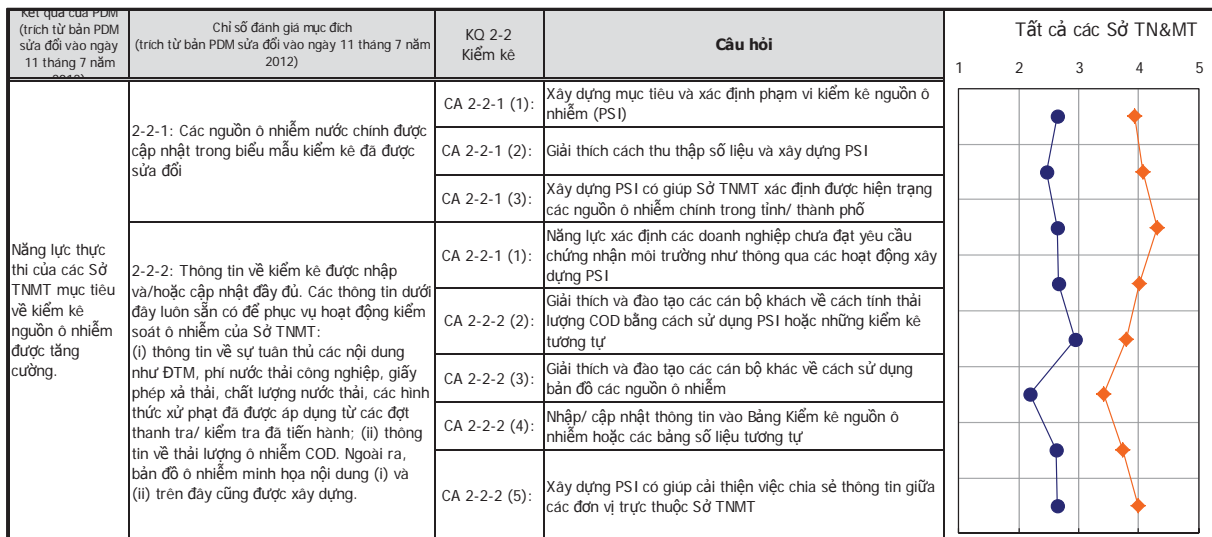 Kết quả của PDM
(trích từ bản PDM
sửa đổi vào ngày
11 tháng 7 năm
2012)
Chỉ số đánh giá mục đích
(trích từ bản PDM sửa đổi vào ngày 11 tháng 7 năm
2012)
KQ 2-2
Kiểm kê
Câu hỏi
Tất cả các Sở TN&MT
1 2 3 4 5
Năng lực thực
thi của các Sở
TNMT mục tiêu
về kiểm kê
nguồn ô nhiễm
được tăng
cường.
2-2-1: Các nguồn ô nhiễm nước chính được
cập nhật trong biểu mẫu kiểm kê đã được
sửa đổi
CA 2-2-1 (1):
Xây dựng mục tiêu và xác định phạm vi kiểm kê nguồn ô
nhiễm (PSI)
CA 2-2-1 (2):
Giải thích cách thu thập số liệu và xây dựng PSI
CA 2-2-1 (3):
Xây dựng PSI có giúp Sở TNMT xác định được hiện trạng
các nguồn ô nhiễm chính trong tỉnh/ thành phố
2-2-2: Thông tin về kiểm kê được nhập
và/hoặc cập nhật đầy đủ. Các thông tin dưới
đây luôn sẵn có để phục vụ hoạt động kiểm
soát ô nhiễm của Sở TNMT:
(i) thông tin về sự tuân thủ các nội dung
như ĐTM, phí nước thải công nghiệp, giấy
phép xả thải, chất lượng nước thải, các hình
thức xử phạt đã được áp dụng từ các đợt
thanh tra/ kiểm tra đã tiến hành; (ii) thông
tin về thải lượng ô nhiễm COD. Ngoài ra,
bản đồ ô nhiễm minh họa nội dung (i) và
(ii) trên đây cũng được xây dựng.
CA 2-2-1 (1):
Năng lực xác định các doanh nghiệp chưa đạt yêu cầu
chứng nhận môi trường như thông qua các hoạt động xây
dựng PSI
CA 2-2-2 (2):
Giải thích và đào tạo các cán bộ khách về cách tính thải
lượng COD bằng cách sử dụng PSI hoặc những kiểm kê
tương tự
CA 2-2-2 (3):
Giải thích và đào tạo các cán bộ khác về cách sử dụng
bản đồ các nguồn ô nhiễm
CA 2-2-2 (4):
Nhập/ cập nhật thông tin vào Bảng Kiểm kê nguồn ô
nhiễm hoặc các bảng số liệu tương tự
CA 2-2-2 (5):
Xây dựng PSI có giúp cải thiện việc chia sẻ thông tin giữa
các đơn vị trực thuộc Sở TNMT